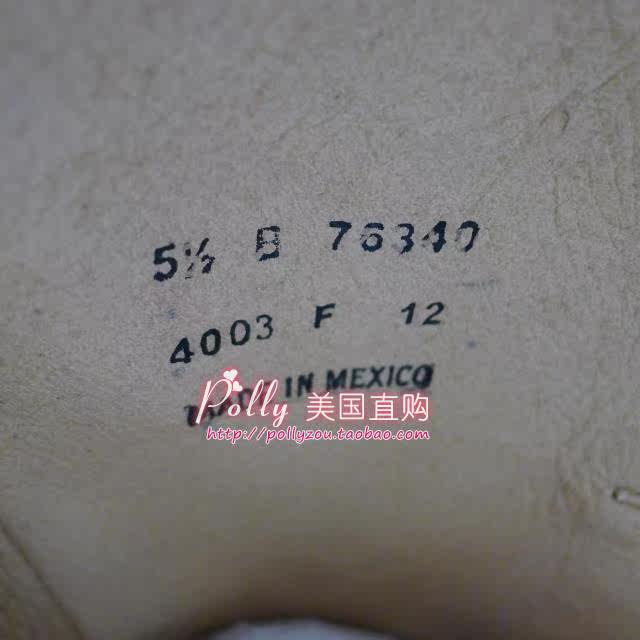 5½ B 76340
4003 F 12
IN MEXICO
Polly 美国直购
http://pollyzou.taobao.com